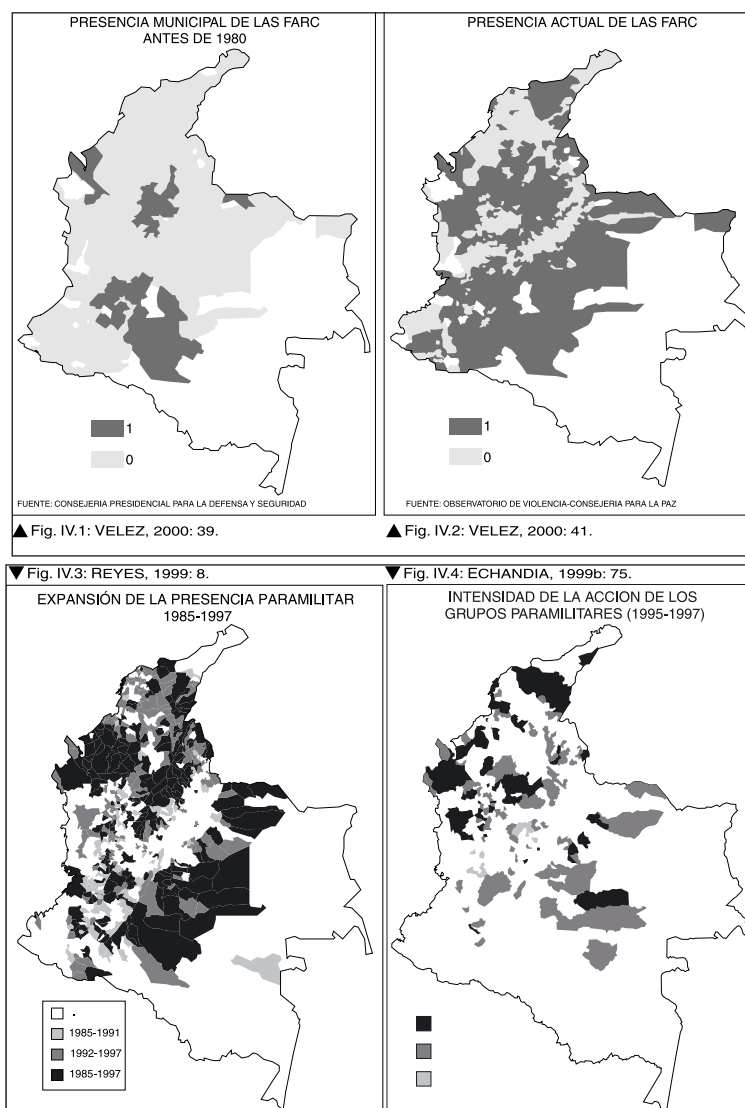 PRESENCIA MUNICIPAL DE LAS FARC
ANTES DE 1980
1
0
FUENTE: CONSEJERIA PRESIDENCIAL PARA LA DEFENSA Y SEGURIDAD
▲ Fig. IV.1: VELEZ, 2000: 39.
PRESENCIA ACTUAL DE LAS FARC
1
0
FUENTE: OBSERVATORIO DE VIOLENCIA-CONSEJERIA PARA LA PAZ
▲ Fig. IV.2: VELEZ, 2000: 41.
▼ Fig. IV.3: REYES, 1999: 8.
EXPANSIÓN DE LA PRESENCIA PARAMILITAR
1985-1997
.
1985-1991
1992-1997
1985-1997
▼ Fig. IV.4: ECHANDIA, 1999b: 75.
INTENSIDAD DE LA ACCION DE LOS
GRUPOS PARAMILITARES (1995-1997)